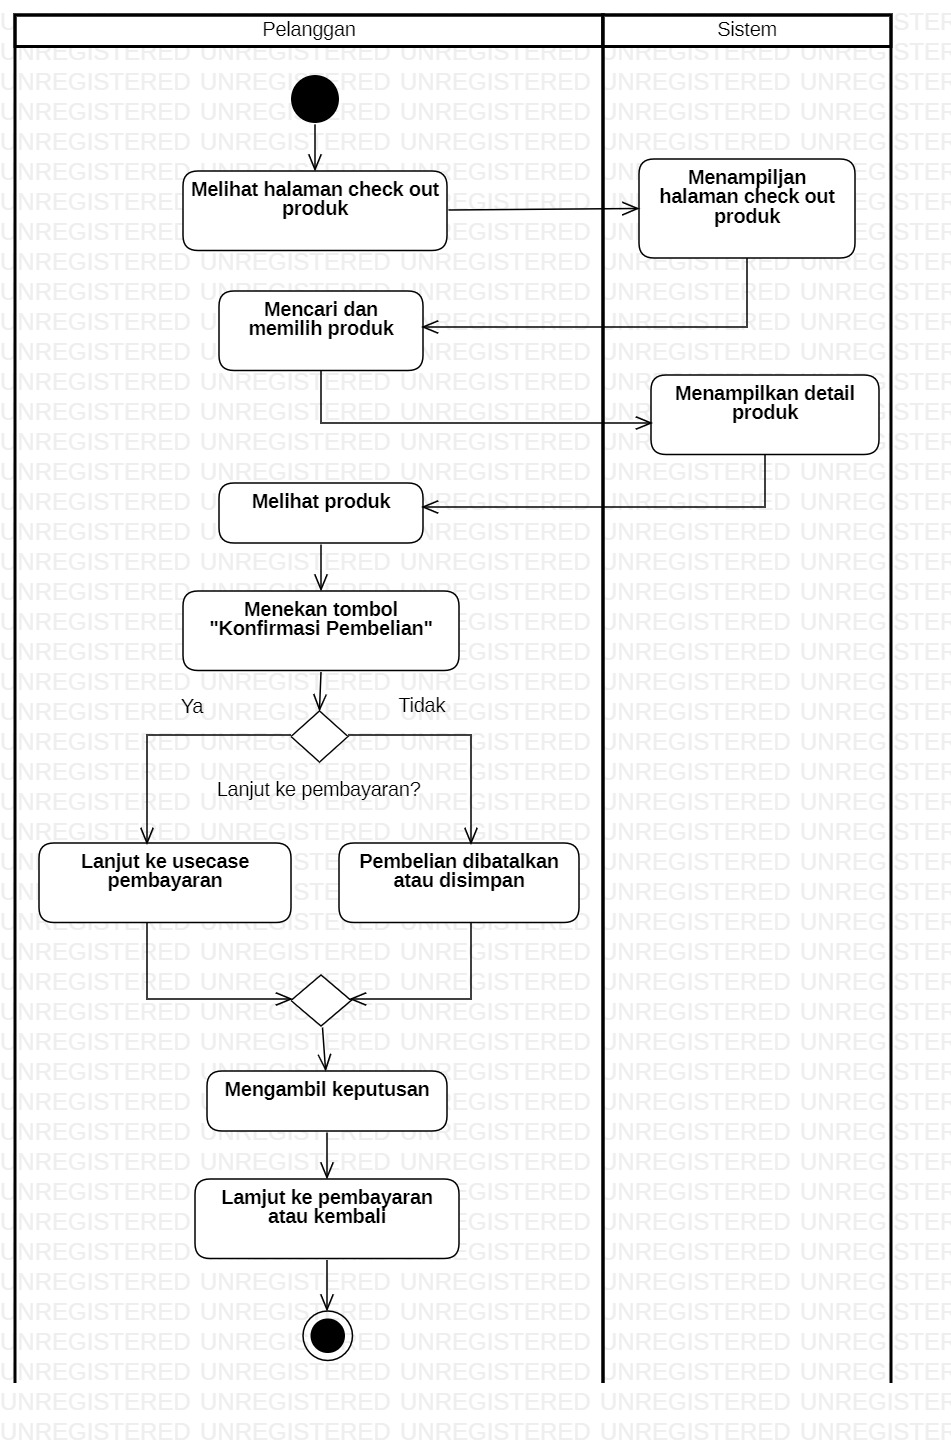 Pelanggan
Sistem
Melihat halaman check out
produk
Menampiljan
halaman check out
produk
Mencari dan
memilih produk
Menampilkan detail
produk
Melihat produk
Menekan tombol
"Konfirmasi Pembelian"
Ya
Tidak
Lanjut ke pembayaran?
Lanjut ke usecase
pembayaran
Pembelian dibatalkan
atau disimpan
Mengambil keputusan
Lamjut ke pembayaran
atau kembali
UNREGISTERED